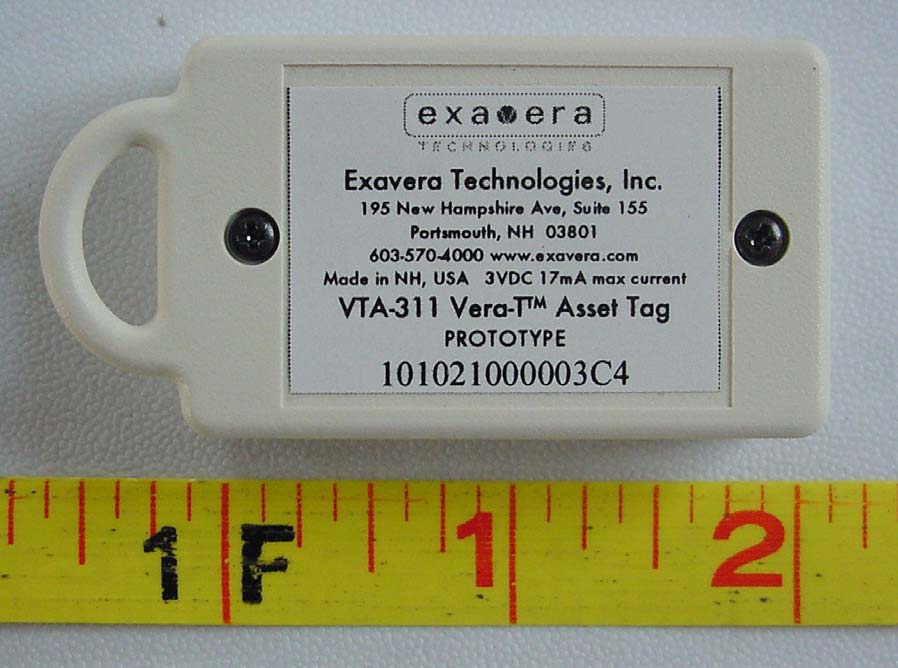 exavera
TECHNOLOGIES
Exavera Technologies, Inc.
195 New Hampshire Ave, Suite 155
Portsmouth, NH 03801
603-570-4000 www.exavera.com
Made in NH, USA 3VDC 17mA max current
VTA-311 Vera-T™ Asset Tag
PROTOTYPE
101021000003C4
1F 1 2